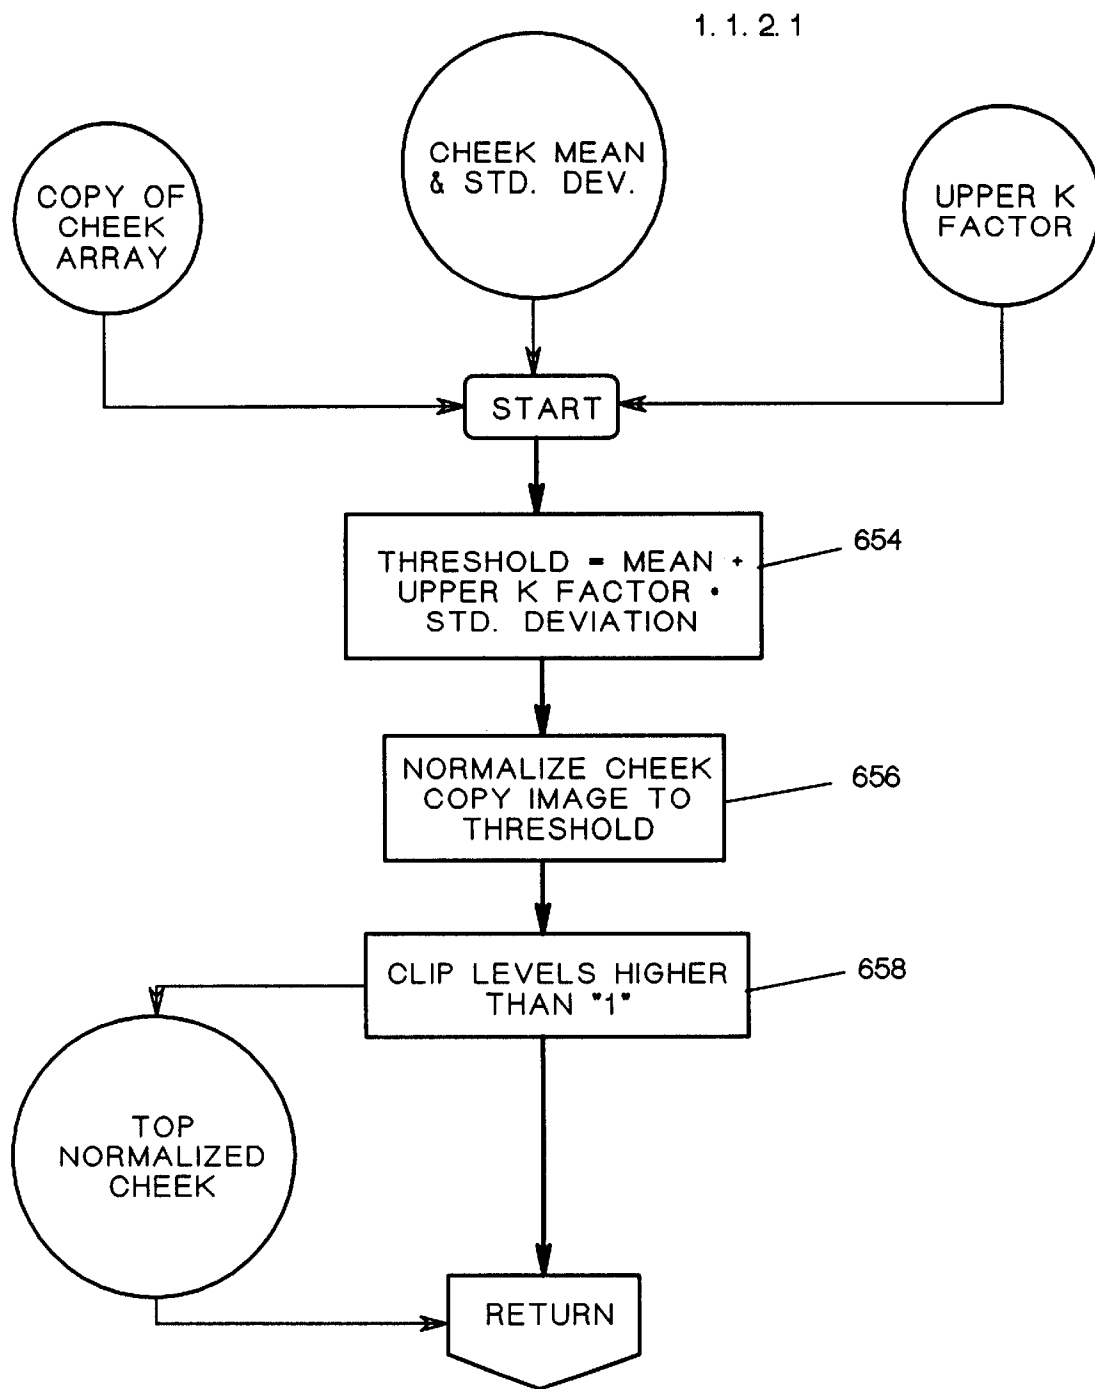 1. 1. 2. 1
CHEEK MEAN
& STD. DEV.
COPY OF
CHEEK
ARRAY
UPPER K
FACTOR
START
THRESHOLD = MEAN +
UPPER K FACTOR •
STD. DEVIATION
654
NORMALIZE CHEEK
COPY IMAGE TO
THRESHOLD
656
CLIP LEVELS HIGHER
THAN "1"
658
TOP
NORMALIZED
CHEEK
RETURN